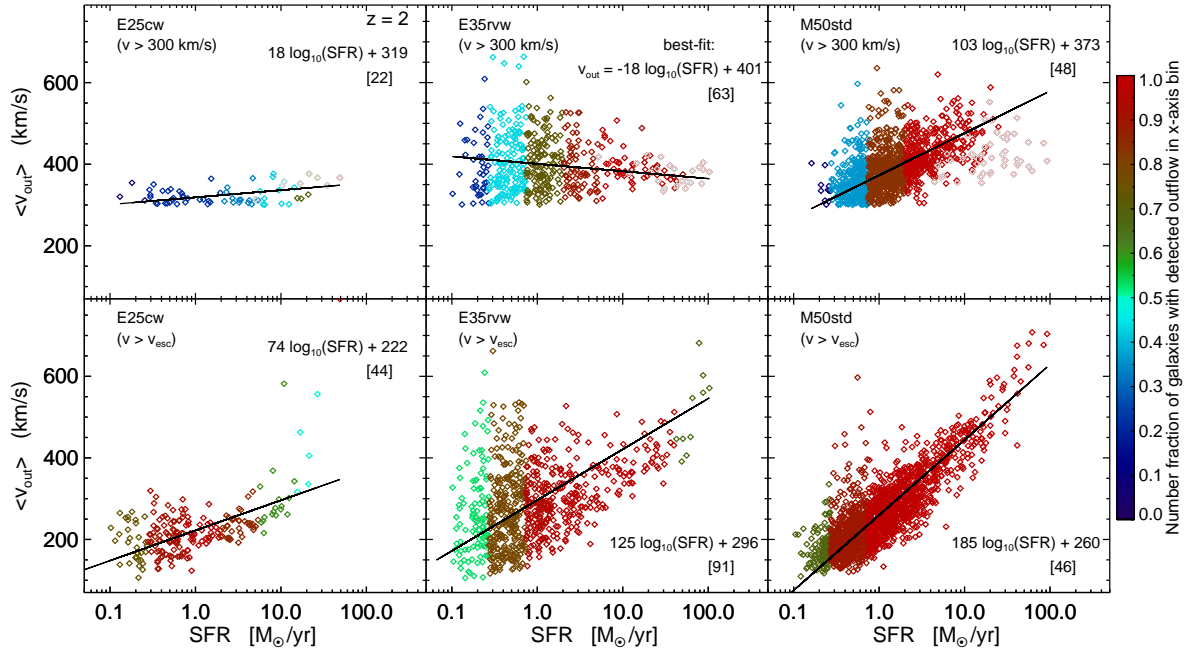 E25cw
z = 2
(v > 300 km/s)
18 log10(SFR) + 319
[22]
E35rvw
(v > 300 km/s)
best-fit:
vout = -18 log10(SFR) + 401
[63]
M50std
(v > 300 km/s)
103 log10(SFR) + 373
[48]
<vout> (km/s)
600
400
200
E25cw
(v > vesc)
74 log10(SFR) + 222
[44]
E35rvw
(v > vesc)
125 log10(SFR) + 296
[91]
M50std
(v > vesc)
185 log10(SFR) + 260
[46]
<vout> (km/s)
600
400
200
0.1 1.0 10.0 100.0
0.1 1.0 10.0 100.0
0.1 1.0 10.0 100.0
SFR [M⊙/yr]
SFR [M⊙/yr]
SFR [M⊙/yr]
1.0
0.9
0.8
0.7
0.6
0.5
0.4
0.3
0.2
0.1
0.0
Number fraction of galaxies with detected outflow in x-axis bin